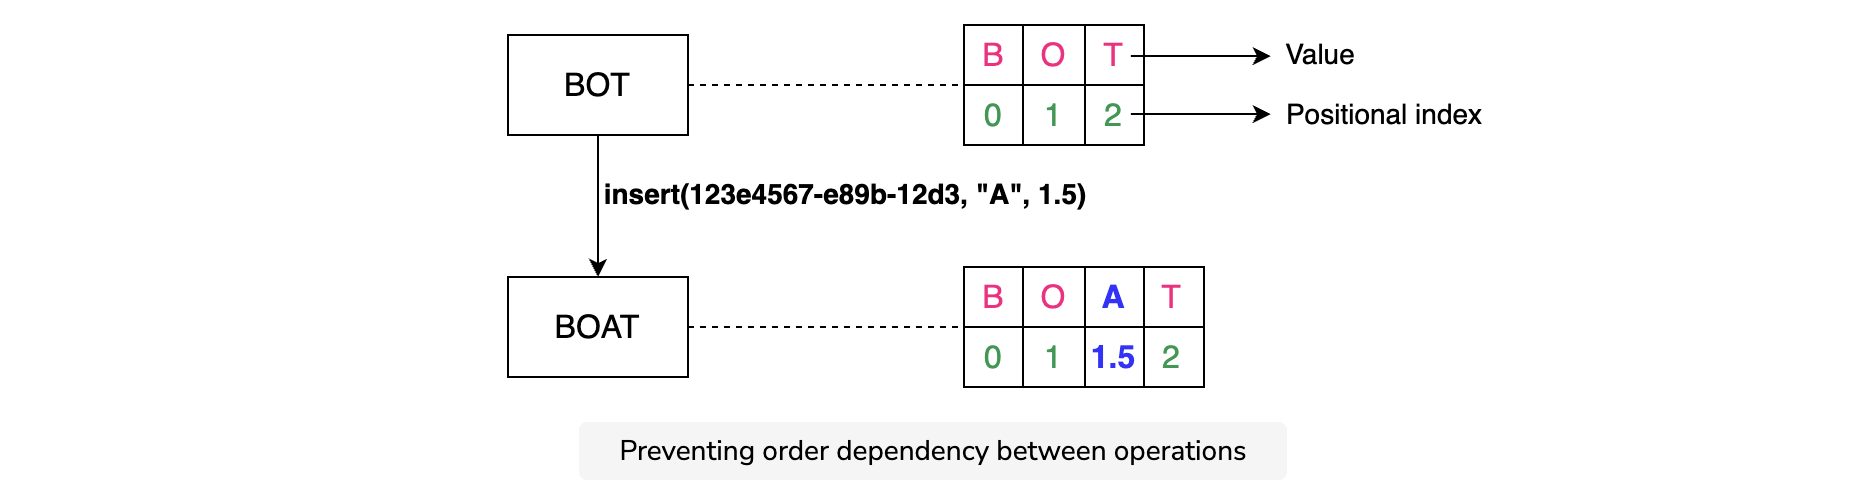 BOT
B O T
Value
0 1 2
Positional index
insert(123e4567-e89b-12d3, "A", 1.5)
BOAT
B O A T
0 1 1.5 2
Preventing order dependency between operations